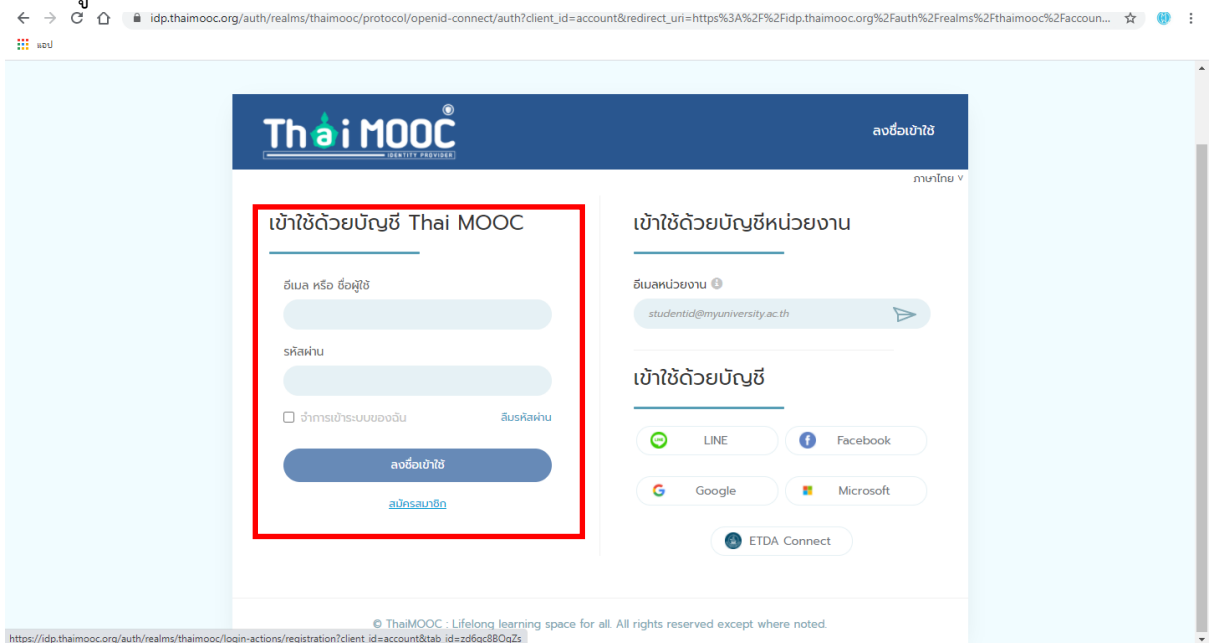 idp.thaimooc.org/auth/realms/thaimooc/protocol/openid-connect/auth?client_id=account&redirect_uri=https%3A%2F%2Fidp.thaimooc.org%2Fauth%2Frealms%2Fthaimooc%2Faccoun...
แอป
Thai MOOC
IDENTITY PROVIDER
ลงชื่อเข้าใช้
ภาษาไทย
เข้าใช้ด้วยบัญชี Thai MOOC
อีเมล หรือ ชื่อผู้ใช้
รหัสผ่าน
จำการเข้าระบบของฉัน
ลืมรหัสผ่าน
ลงชื่อเข้าใช้
สมัครสมาชิก
เข้าใช้ด้วยบัญชีหน่วยงาน
อีเมลหน่วยงาน
studentid@myuniversity.ac.th
เข้าใช้ด้วยบัญชี
LINE
Facebook
Google
Microsoft
ETDA Connect
© ThaiMOOC : Lifelong learning space for all. All rights reserved except where noted.
https://idp.thaimooc.org/auth/realms/thaimooc/login-actions/registration?client_id=account&tab_id=zd6qc8BOgZs